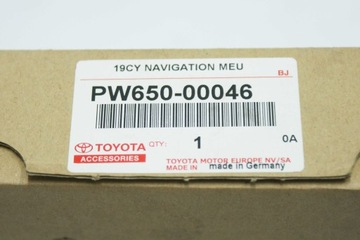 19CY NAVIGATION MEU
BJ
PW650-00046
TOYOTA
ACCESSORIES
QTY: 1 0A
TOYOTA MOTOR EUROPE NV/SA
MADE IN made in Germany